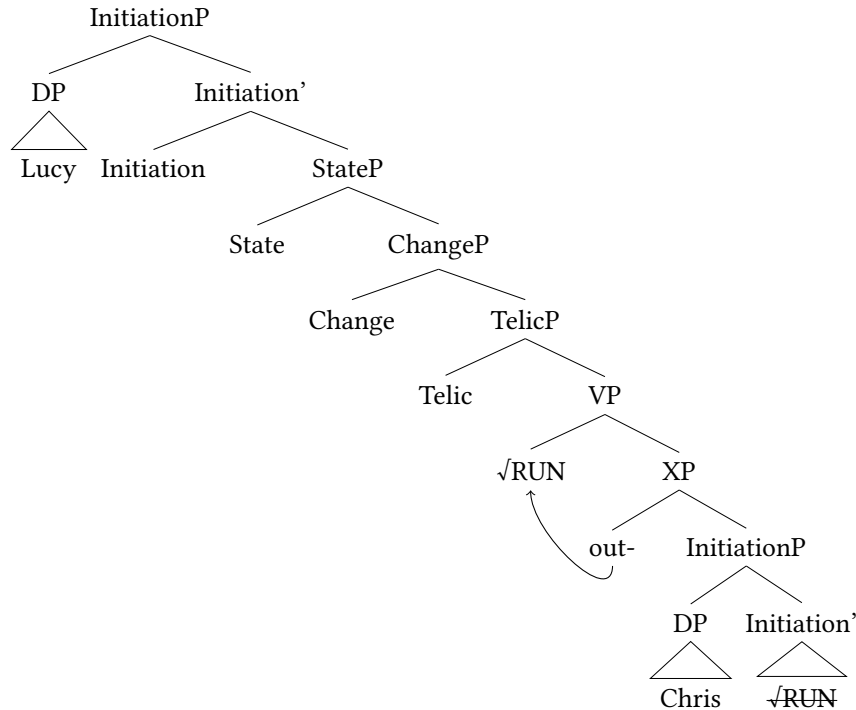 InitiationP
DP Initiation’
Lucy Initiation StateP
State ChangeP
Change TelicP
Telic VP
√RUN XP
out- InitiationP
DP Initiation’
Chris √RUN